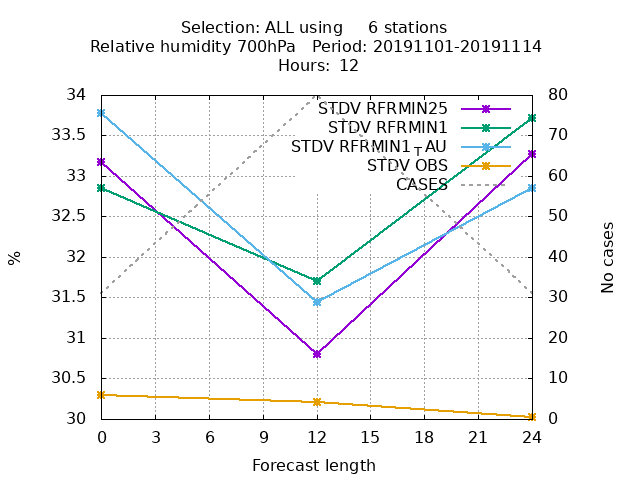 Selection: ALL using     6 stations
Relative humidity 700hPa   Period: 20191101-20191114
Hours:  12
34
33.5
33
32.5
32
31.5
31
30.5
30
%
STDV RFRMIN25
STDV RFRMIN1
STDV RFRMIN1TAU
STDV OBS
CASES
80
70
60
50
40
30
20
10
0
No cases
0 3 6 9 12 15 18 21 24
Forecast length